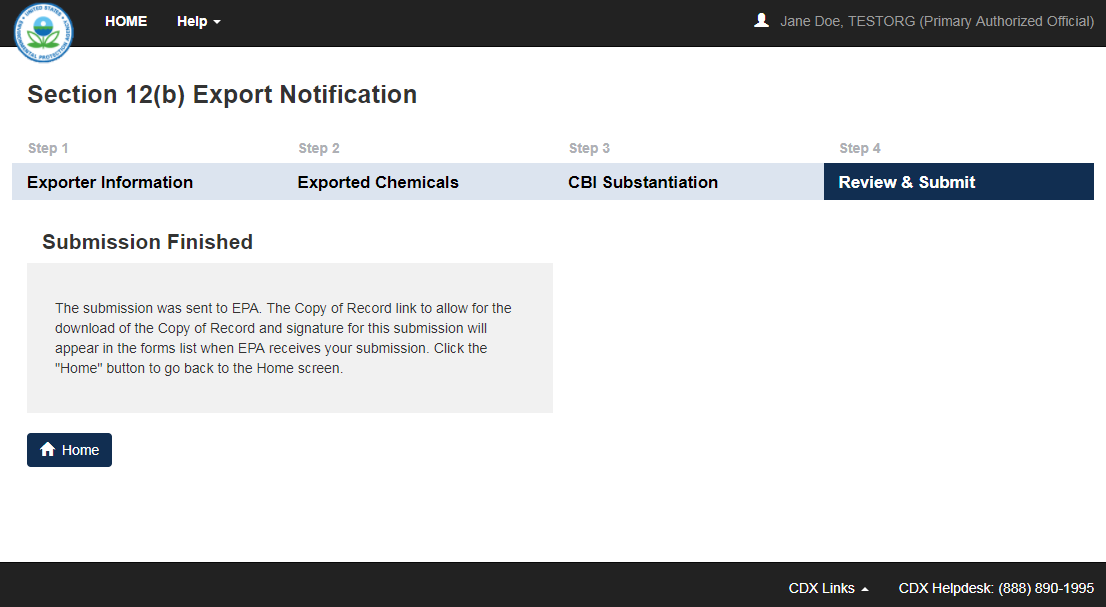 HOME Help
Jane Doe, TESTORG (Primary Authorized Official)
Section 12(b) Export Notification
Step 1 Step 2 Step 3 Step 4
Exporter Information Exported Chemicals CBI Substantiation Review & Submit
Submission Finished
The submission was sent to EPA. The Copy of Record link to allow for the
download of the Copy of Record and signature for this submission will
appear in the forms list when EPA receives your submission. Click the
"Home" button to go back to the Home screen.
Home
CDX Links CDX Helpdesk: (888) 890-1995